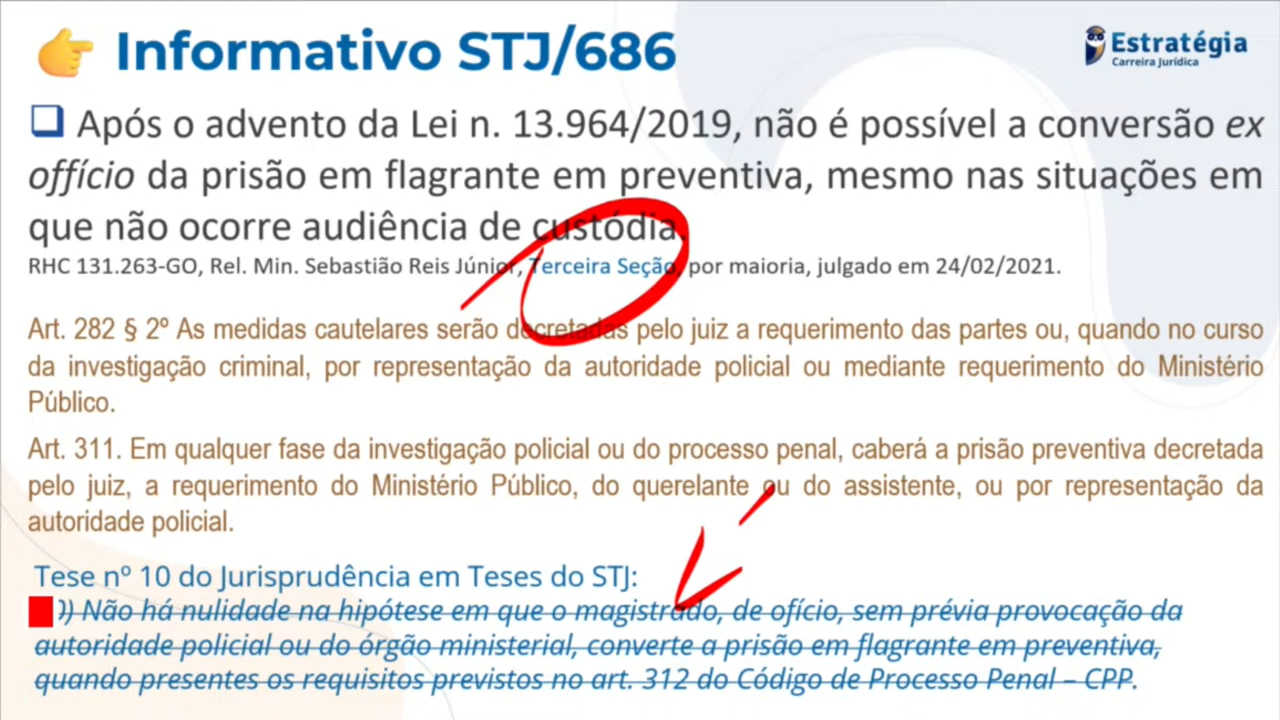 Informativo STJ/686
Estratégia
Carreira Jurídica
Após o advento da Lei n. 13.964/2019, não é possível a conversão ex
offício da prisão em flagrante em preventiva, mesmo nas situações em
que não ocorre audiência de custódia.
RHC 131.263-GO, Rel. Min. Sebastião Reis Júnior, Terceira Seção, por maioria, julgado em 24/02/2021.
Art. 282 § 2º As medidas cautelares serão decretadas pelo juiz a requerimento das partes ou, quando no curso
da investigação criminal, por representação da autoridade policial ou mediante requerimento do Ministério
Público.
Art. 311. Em qualquer fase da investigação policial ou do processo penal, caberá a prisão preventiva decretada
pelo juiz, a requerimento do Ministério Público, do querelante ou do assistente, ou por representação da
autoridade policial.
Tese nº 10 do Jurisprudência em Teses do STJ:
) Não há nulidade na hipótese em que o magistrado, de ofício, sem prévia provocação da
autoridade policial ou do órgão ministerial, converte a prisão em flagrante em preventiva,
quando presentes os requisitos previstos no art. 312 do Código de Processo Penal – CPP.